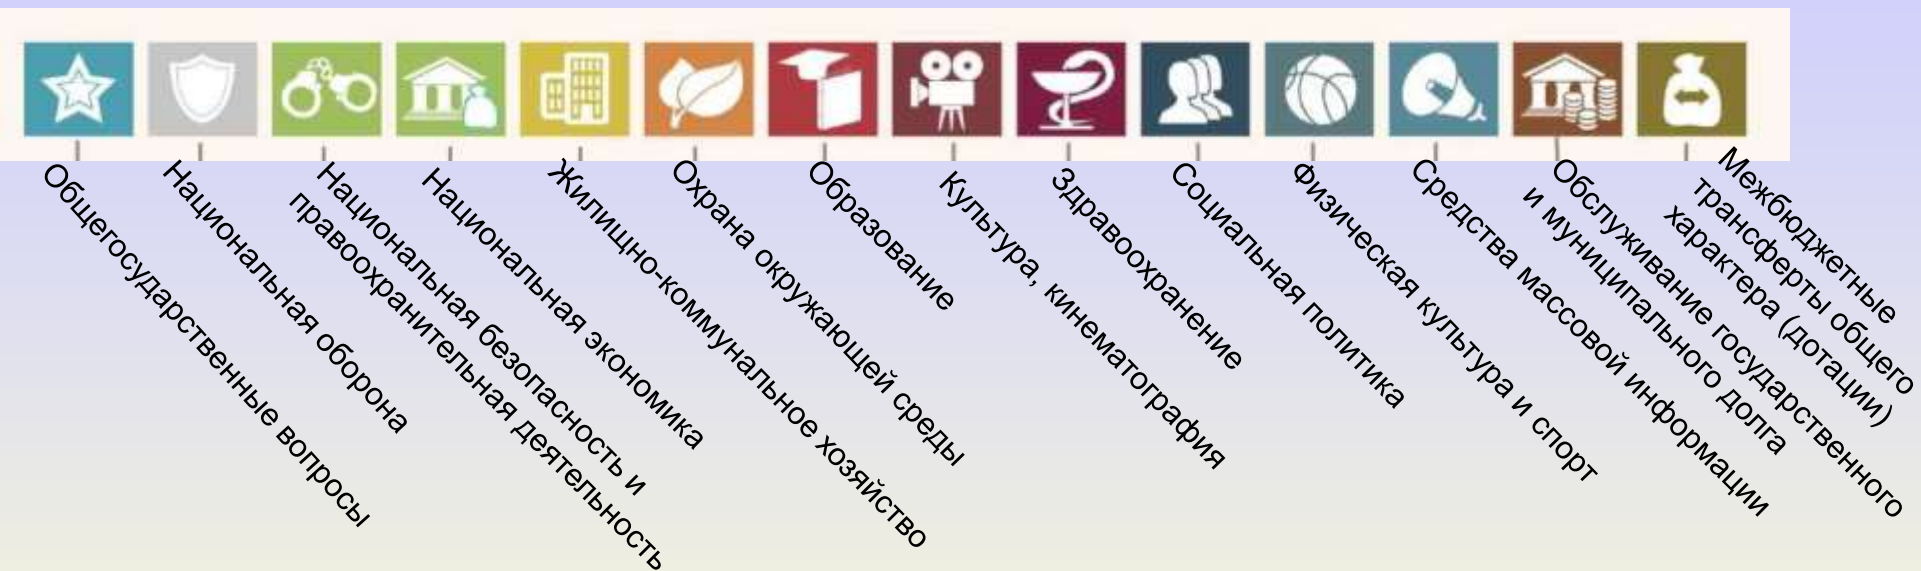 Общегосударственные вопросы
Национальная оборона
Национальная безопасность и
правоохранительная деятельность
Национальная экономика
Жилищно-коммунальное хозяйство
Охрана окружающей среды
Образование
Культура, кинематография
Здравоохранение
Социальная политика
Физическая культура и спорт
Средства массовой информации
Обслуживание государственного
и муниципального долга
Межбюджетные
трансферты общего
характера (дотации)